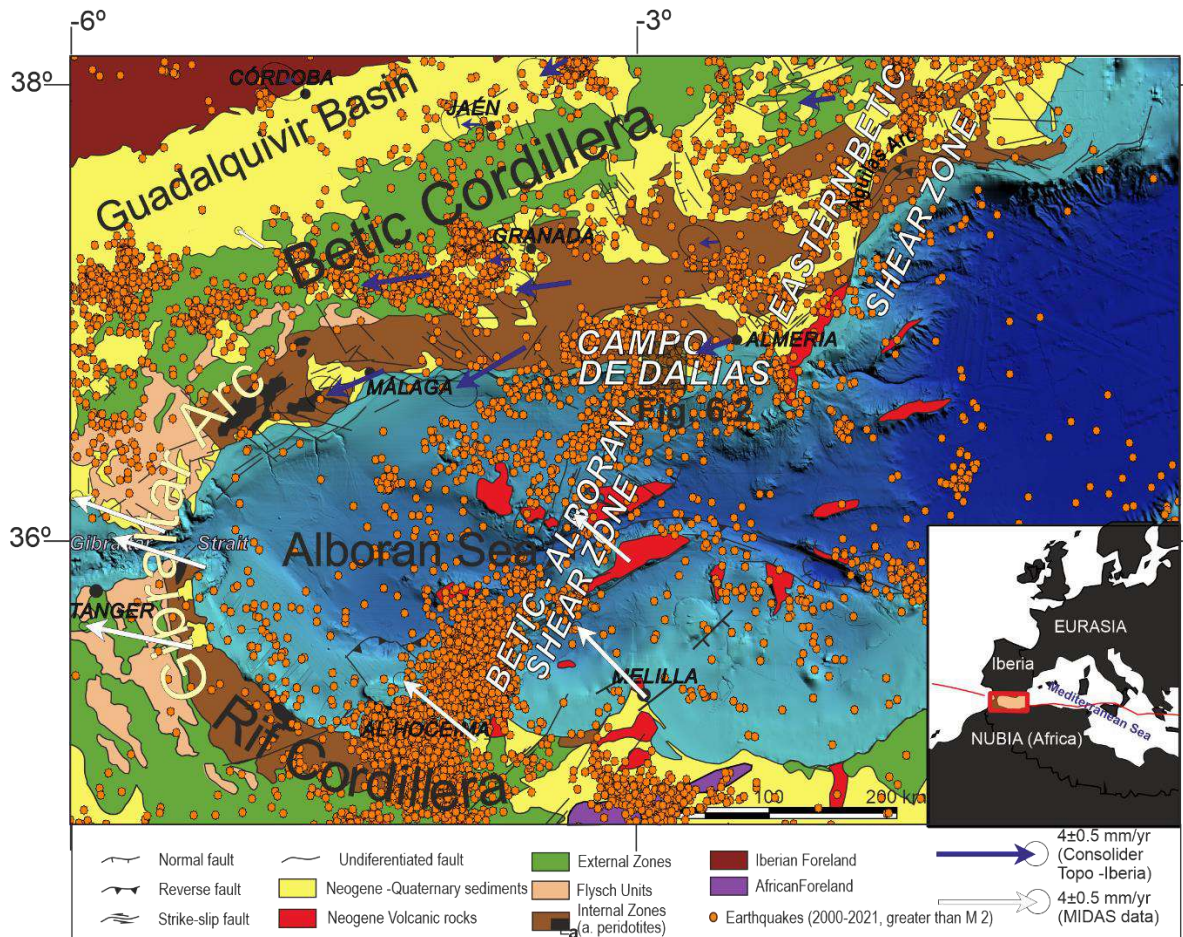 -6º
-3º
38º
CÓRDOBA
Guadalquivir Basin
JAÉN
Betic Cordillera
EASTERN BETIC
SHEAR ZONE
Aguilas Arc
GRANADA
CAMPO
DE DALIAS
ALMERIA
MÁLAGA
Fig. 6.2
Gibraltar Arc
BETIC - ALBORAN
SHEAR ZONE
36º
Gibraltar Strait
Alboran Sea
TANGER
MELILLA
AL HOCEIMA
Rif Cordillera
100
200 km
EURASIA
Iberia
Mediterranean Sea
NUBIA (Africa)
Normal fault
Reverse fault
Strike-slip fault
Undiferentiated fault
Neogene -Quaternary sediments
Neogene Volcanic rocks
External Zones
Flysch Units
Internal Zones
(a. peridotites)
Ea
Iberian Foreland
AfricanForeland
Earthquakes (2000-2021, greater than M 2)
4±0.5 mm/yr
(Consolider
Topo -Iberia)
4±0.5 mm/yr
(MIDAS data)